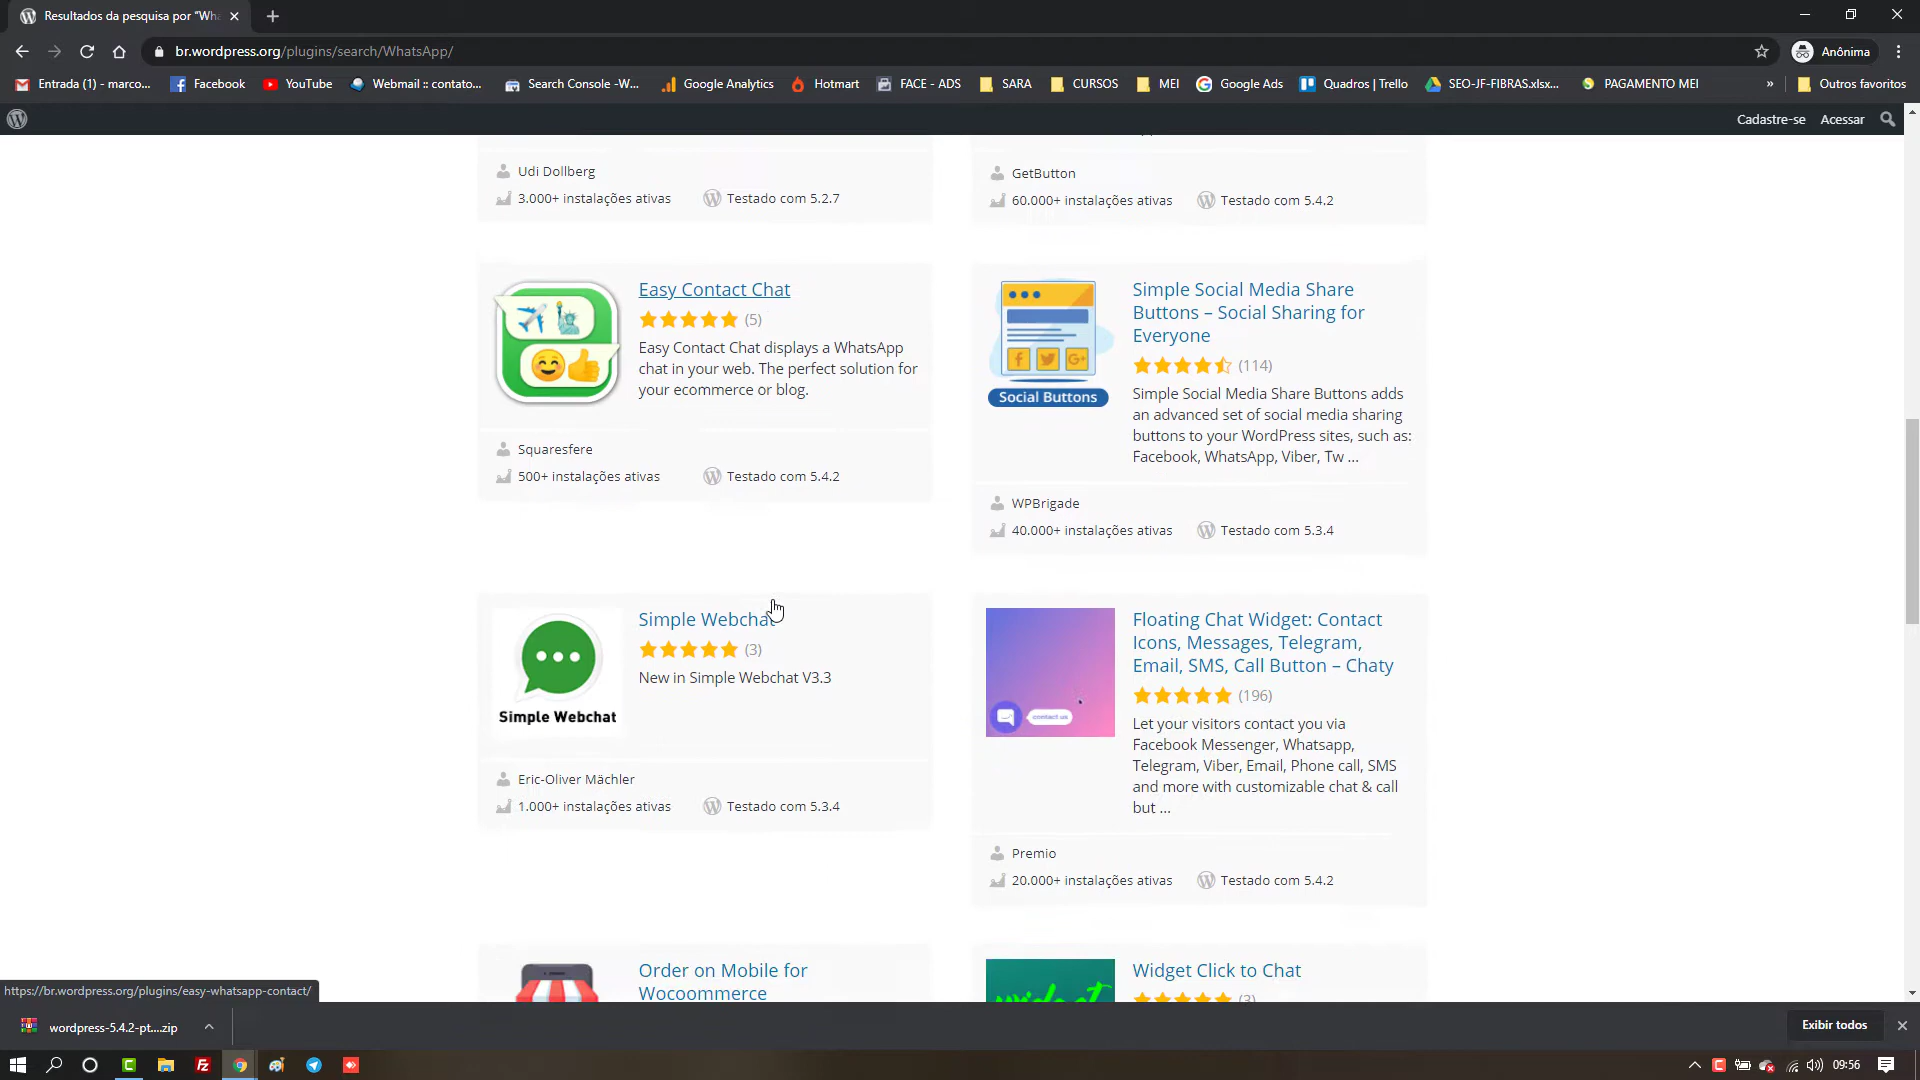 Resultados da pesquisa por "Wha
br.wordpress.org/plugins/search/WhatsApp/
Anônima
Entrada (1) - marco...
Facebook
YouTube
Webmail :: contato...
Search Console -W...
Google Analytics
Hotmart
FACE - ADS
SARA
CURSOS
MEI
Google Ads
Quadros | Trello
SEO-JF-FIBRAS.xlsx...
PAGAMENTO MEI
»
Outros favoritos
Cadastre-se
Acessar
Udi Dollberg
3.000+ instalações ativas
Testado com 5.2.7
GetButton
60.000+ instalações ativas
Testado com 5.4.2
Easy Contact Chat
(5)
Easy Contact Chat displays a WhatsApp
chat in your web. The perfect solution for
your ecommerce or blog.
Squaresfere
500+ instalações ativas
Testado com 5.4.2
Social Buttons
Simple Social Media Share
Buttons – Social Sharing for
Everyone
(114)
Simple Social Media Share Buttons adds
an advanced set of social media sharing
buttons to your WordPress sites, such as:
Facebook, WhatsApp, Viber, Tw ...
WPBrigade
40.000+ instalações ativas
Testado com 5.3.4
Simple Webchat
Simple Webchat
(3)
New in Simple Webchat V3.3
Eric-Oliver Mächler
1.000+ instalações ativas
Testado com 5.3.4
contact us
Floating Chat Widget: Contact
Icons, Messages, Telegram,
Email, SMS, Call Button – Chaty
(196)
Let your visitors contact you via
Facebook Messenger, Whatsapp,
Telegram, Viber, Email, Phone call, SMS
and more with customizable chat & call
but ...
Premio
20.000+ instalações ativas
Testado com 5.4.2
Order on Mobile for
Wocoommerce
widget
Widget Click to Chat
(3)
https://br.wordpress.org/plugins/easy-whatsapp-contact/
wordpress-5.4.2-pt....zip
Exibir todos
09:56